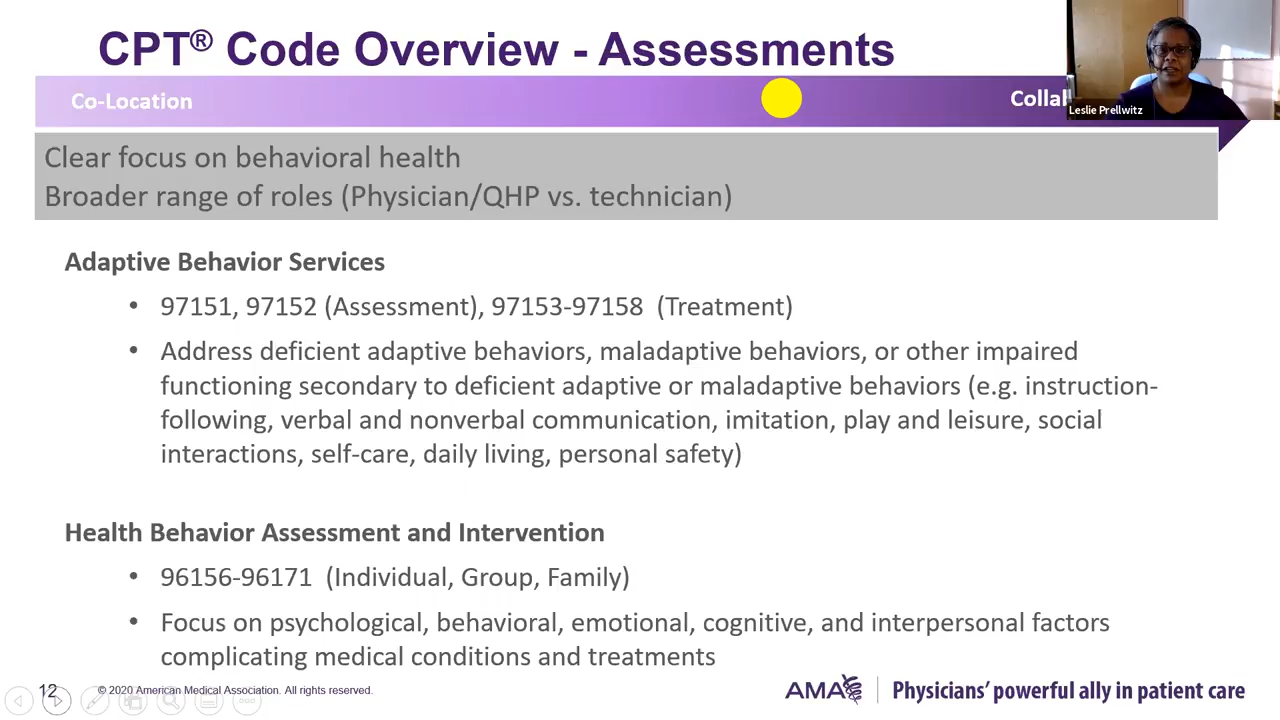 CPT® Code Overview - Assessments
Co-Location
Collab
Leslie Prellwitz
Clear focus on behavioral health
Broader range of roles (Physician/QHP vs. technician)
Adaptive Behavior Services
• 97151, 97152 (Assessment), 97153-97158 (Treatment)
• Address deficient adaptive behaviors, maladaptive behaviors, or other impaired
functioning secondary to deficient adaptive or maladaptive behaviors (e.g. instruction-
following, verbal and nonverbal communication, imitation, play and leisure, social
interactions, self-care, daily living, personal safety)
Health Behavior Assessment and Intervention
• 96156-96171 (Individual, Group, Family)
• Focus on psychological, behavioral, emotional, cognitive, and interpersonal factors
complicating medical conditions and treatments
12
© 2020 American Medical Association. All rights reserved.
AMA
Physicians’ powerful ally in patient care